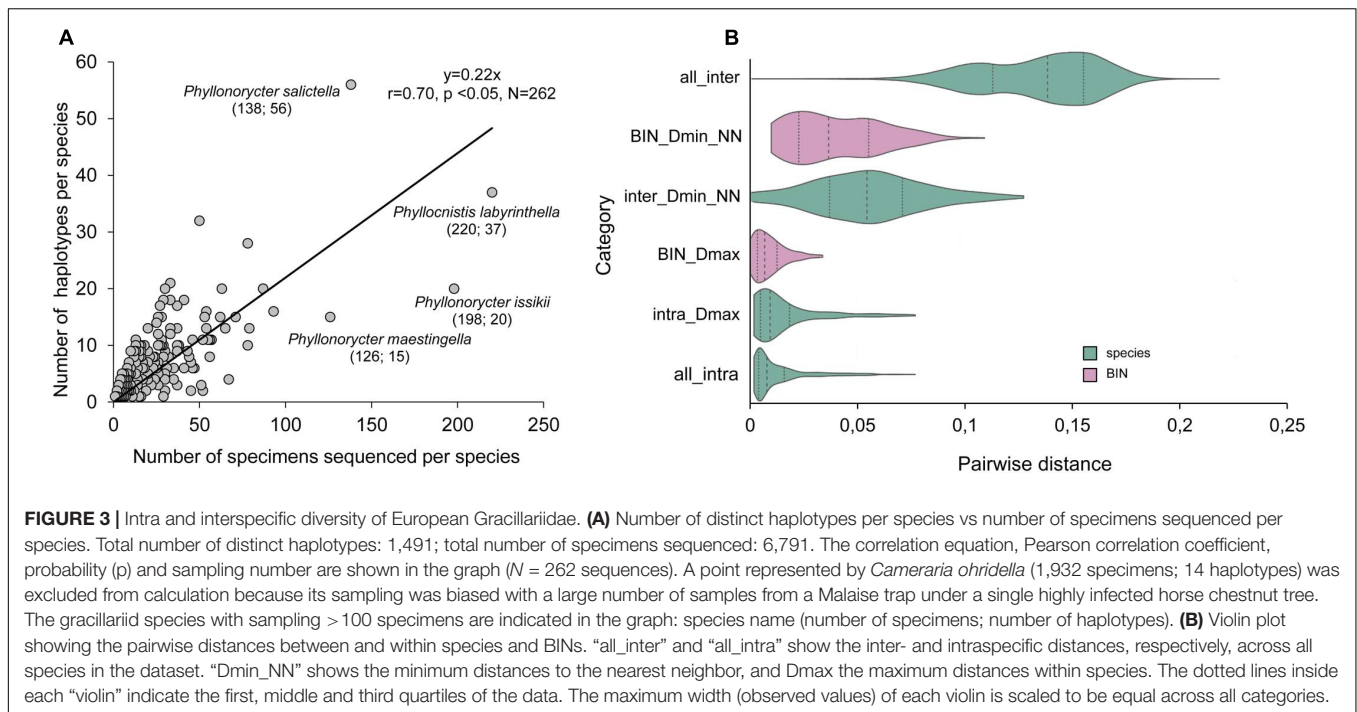 A
60
50
40
30
20
10
0
Number of haplotypes per species
y=0.22x
r=0.70, p <0.05, N=262
Phyllonorycter salictella
(138; 56)
Phyllocnistis labyrinthella
(220; 37)
Phyllonorycter issikii
(198; 20)
Phyllonorycter maestingella
(126; 15)
0 50 100 150 200 250
Number of specimens sequenced per species
B
Category
all_inter
BIN_Dmin_NN
inter_Dmin_NN
BIN_Dmax
intra_Dmax
all_intra
species
BIN
0 0,05 0,1 0,15 0,2 0,25
Pairwise distance
FIGURE 3 | Intra and interspecific diversity of European Gracillariidae. (A) Number of distinct haplotypes per species vs number of specimens sequenced per
species. Total number of distinct haplotypes: 1,491; total number of specimens sequenced: 6,791. The correlation equation, Pearson correlation coefficient,
probability (p) and sampling number are shown in the graph (N = 262 sequences). A point represented by Cameraria ohridella (1,932 specimens; 14 haplotypes) was
excluded from calculation because its sampling was biased with a large number of samples from a Malaise trap under a single highly infected horse chestnut tree.
The gracillariid species with sampling >100 specimens are indicated in the graph: species name (number of specimens; number of haplotypes). (B) Violin plot
showing the pairwise distances between and within species and BINs. “all_inter” and “all_intra” show the inter- and intraspecific distances, respectively, across all
species in the dataset. “Dmin_NN” shows the minimum distances to the nearest neighbor, and Dmax the maximum distances within species. The dotted lines inside
each “violin” indicate the first, middle and third quartiles of the data. The maximum width (observed values) of each violin is scaled to be equal across all categories.